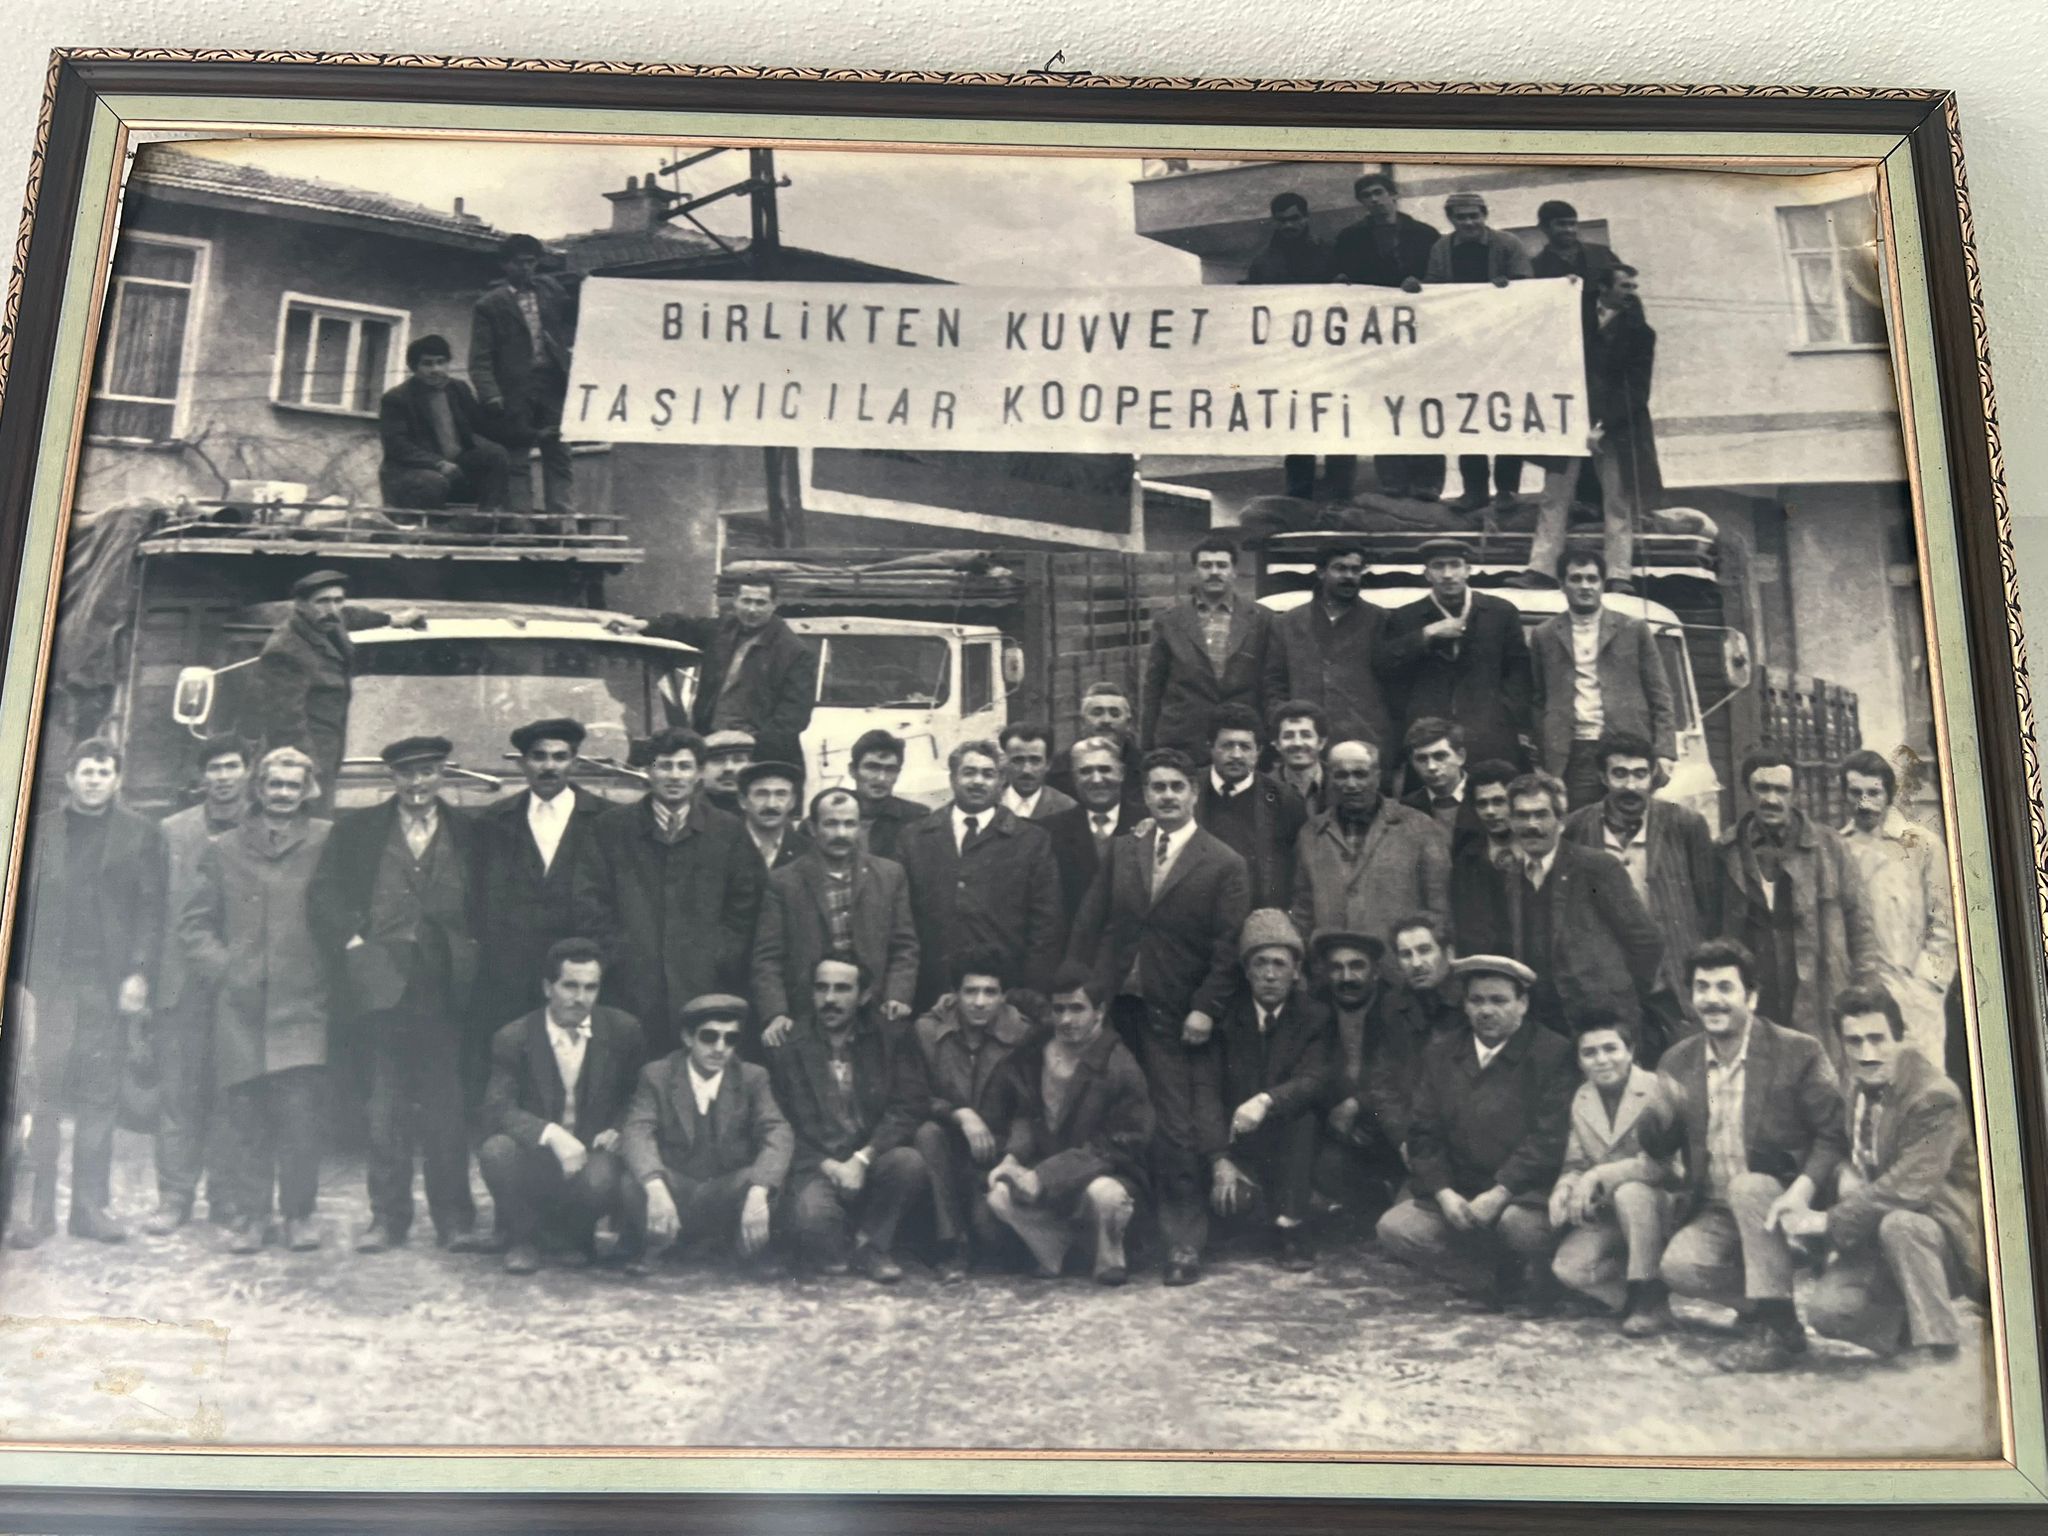 BİRLİKTEN KUVVET DOGAR
TAŞIYICILAR KOOPERATİFİ YOZGAT